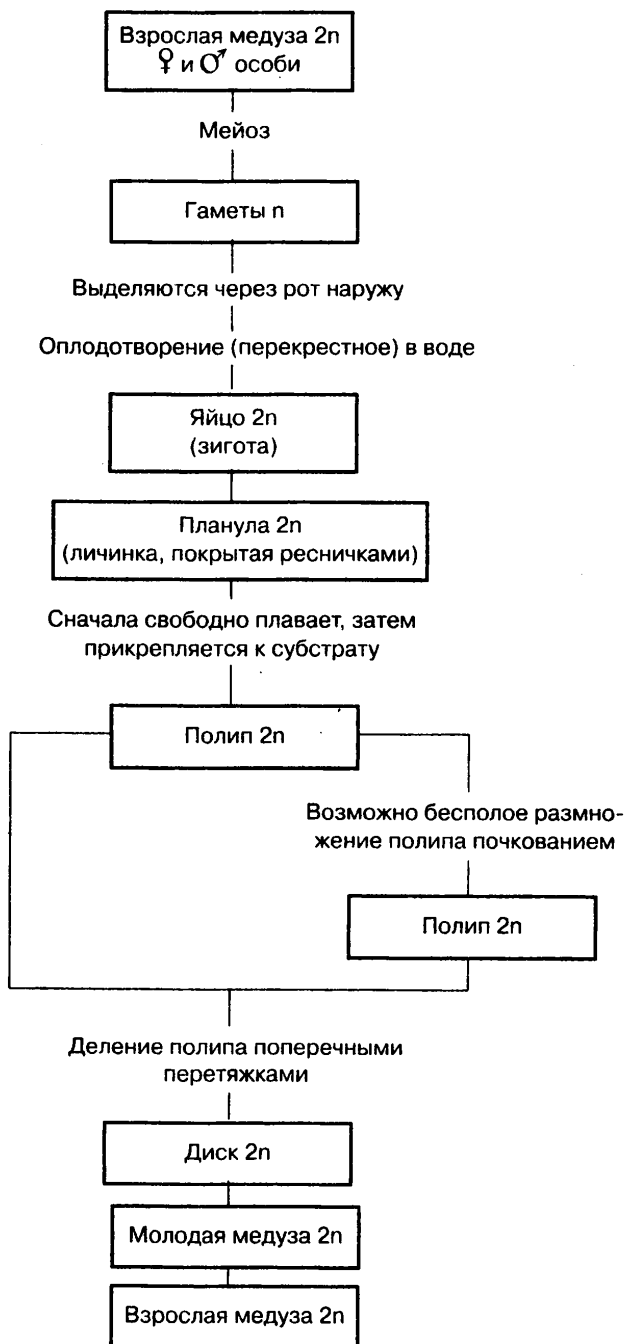 Взрослая медуза 2n
♀ и ♂ особи
Мейоз
Гаметы n
Выделяются через рот наружу
Оплодотворение (перекрестное) в воде
Яйцо 2n
(зигота)
Планула 2n
(личинка, покрытая ресничками)
Сначала свободно плавает, затем
прикрепляется к субстрату
Полип 2n
Возможно бесполое размно-
жение полипа почкованием
Полип 2n
Деление полипа поперечными
перетяжками
Диск 2n
Молодая медуза 2n
Взрослая медуза 2n